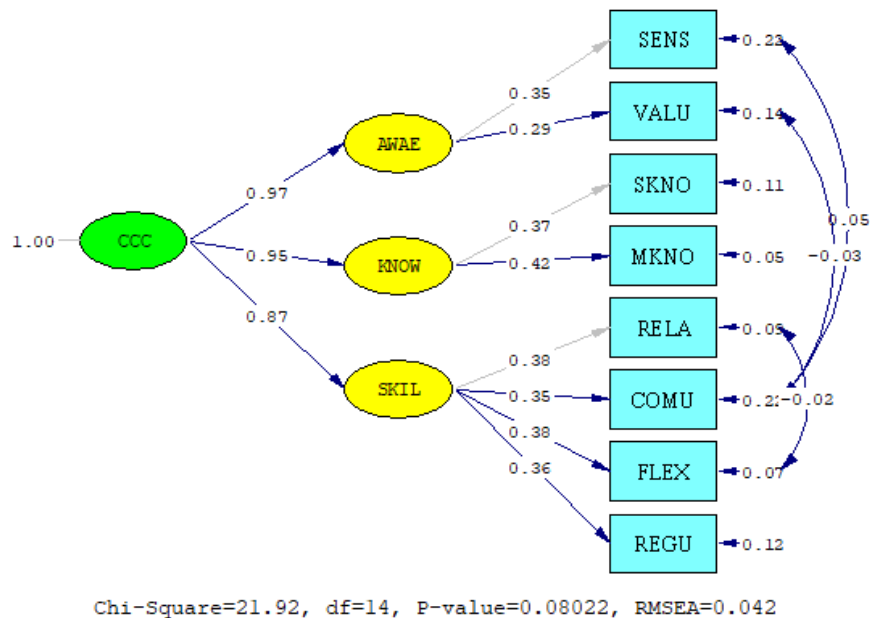 SENS
0.23
0.35
VALU
0.14
AWAE
0.29
SKNO
0.11
0.97
0.37
0.05
1.00
CCC
0.95
KNOW
0.42
MKNO
0.05
-0.03
0.87
RELA
0.09
0.38
SKIL
0.35
COMU
0.22
-0.02
0.38
FLEX
0.07
0.36
REGU
0.12
Chi-Square=21.92, df=14, P-value=0.08022, RMSEA=0.042